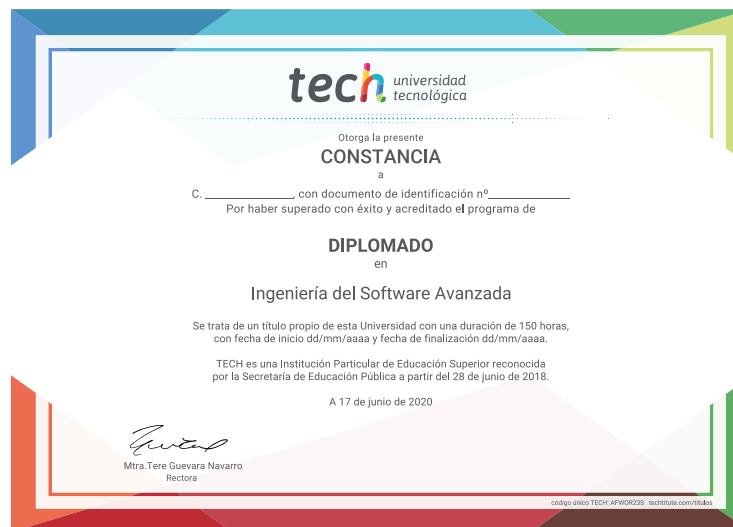 tech universidad
tecnológica
Otorga la presente
CONSTANCIA
a
C. ______________, con documento de identificación nº______________
Por haber superado con éxito y acreditado el programa de
DIPLOMADO
en
Ingeniería del Software Avanzada
Se trata de un título propio de esta Universidad con una duración de 150 horas,
con fecha de inicio dd/mm/aaaa y fecha de finalización dd/mm/aaaa.
TECH es una Institución Particular de Educación Superior reconocida
por la Secretaría de Educación Pública a partir del 28 de junio de 2018.
A 17 de junio de 2020
Mtra.Tere Guevara Navarro
Rectora
código único TECH: AFWOR23S techtitute.com/titulos